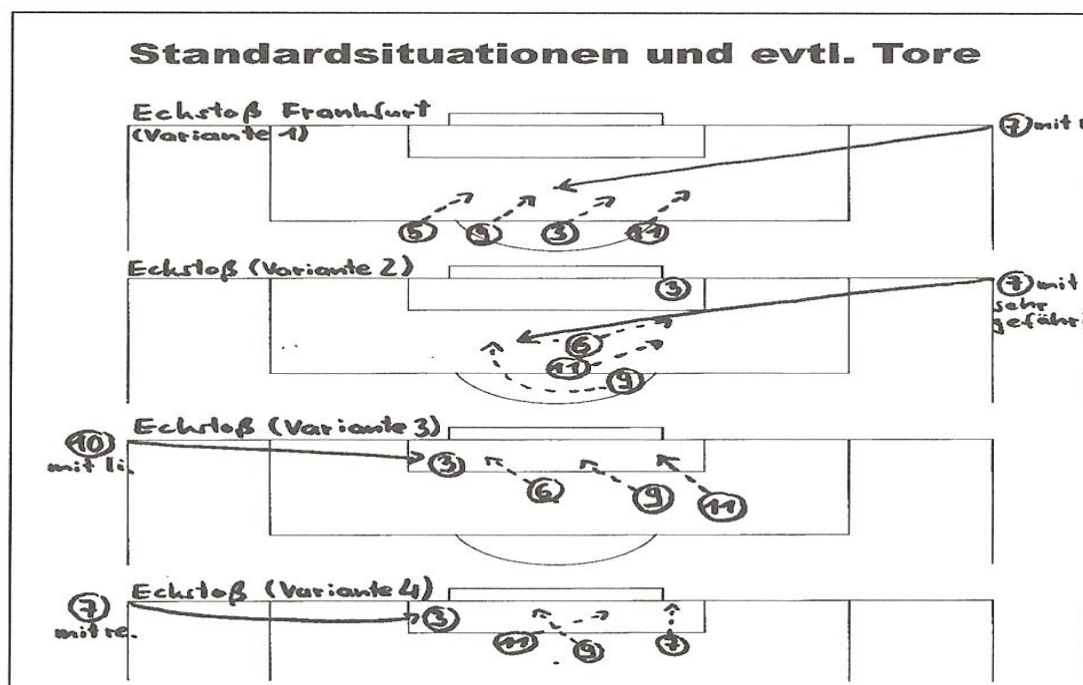 Standardsituationen und evtl. Tore
Eckstoß Frankfurt
(Variante 1)
7 mit
5 9 3 11
Eckstoß (Variante 2)
3
7 mit
sehr
6
11
9
Eckstoß (Variante 3)
10
mit li.
3
6
9
11
Eckstoß (Variante 4)
7
mit re.
3
11
9
7